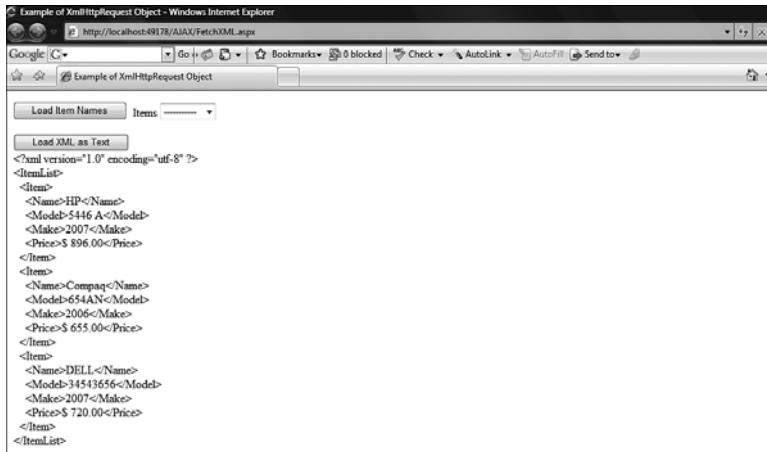 Example of XmlHttpRequest Object - Windows Internet Explorer
http://localhost:49178/AJAX/FetchXML.aspx
Google Go Bookmarks 0 blocked Check AutoLink AutoFill Send to
Example of XmlHttpRequest Object
Load Item Names Items ----------
Load XML as Text
<?xml version="1.0" encoding="utf-8" ?>
<ItemList>
<Item>
<Name>HP</Name>
<Model>5446 A</Model>
<Make>2007</Make>
<Price>$ 896.00</Price>
</Item>
<Item>
<Name>Compaq</Name>
<Model>654AN</Model>
<Make>2006</Make>
<Price>$ 655.00</Price>
</Item>
<Item>
<Name>DELL</Name>
<Model>34543656</Model>
<Make>2007</Make>
<Price>$ 720.00</Price>
</Item>
</ItemList>